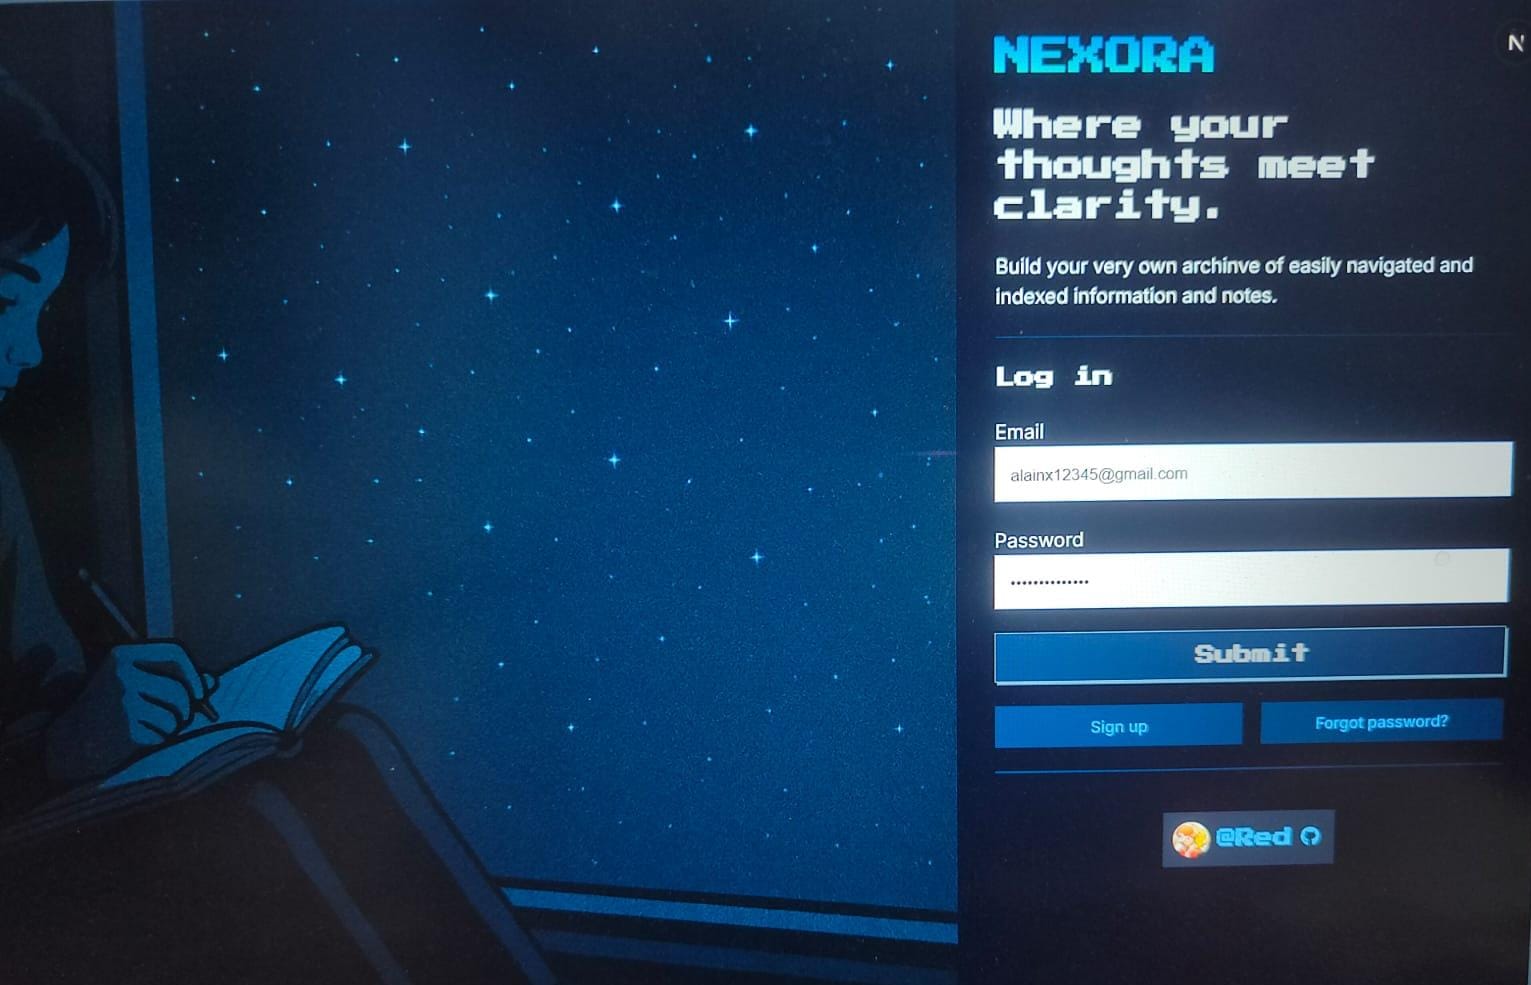 NEXORA
N
Where your
thoughts meet
clarity.
Build your very own archinve of easily navigated and
indexed information and notes.
Log in
Email
alainx12345@gmail.com
Password
••••••••••••••
Submit
Sign up
Forgot password?
@Red